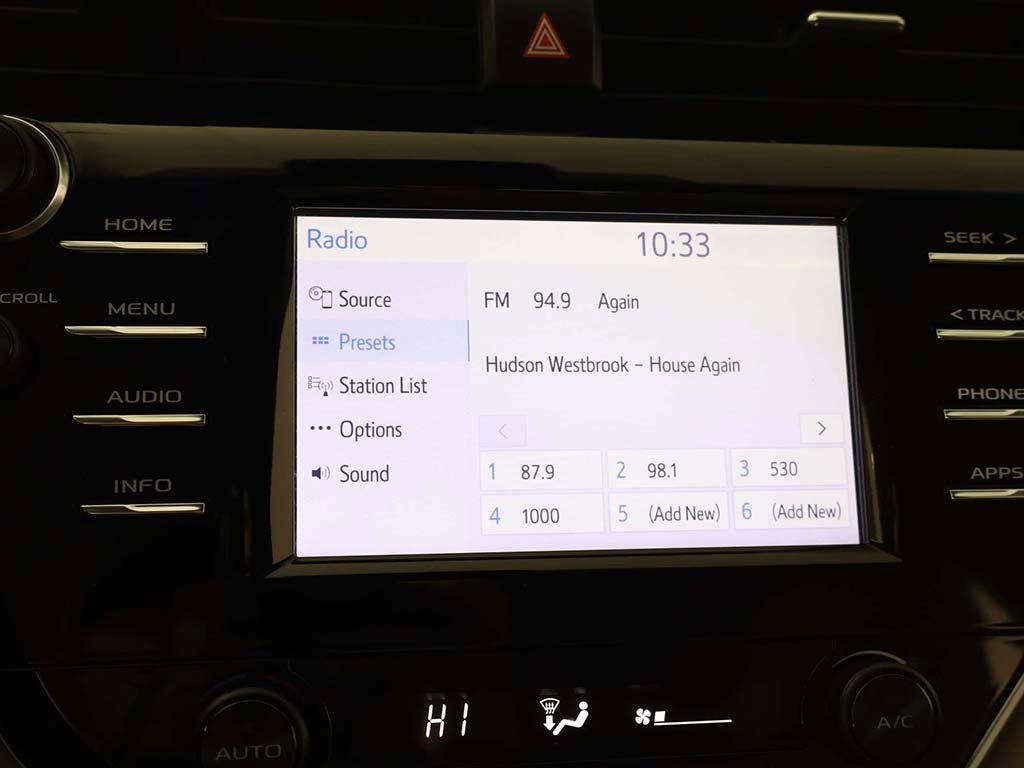 HOME
MENU
AUDIO
INFO
Radio 10:33
Source
Presets
Station List
Options
Sound
FM 94.9 Again
Hudson Westbrook – House Again
< >
1 87.9 2 98.1 3 530
4 1000 5 (Add New) 6 (Add New)
SEEK >
< TRACK
PHONE
APPS
CROLL
AUTO
HI
A/C